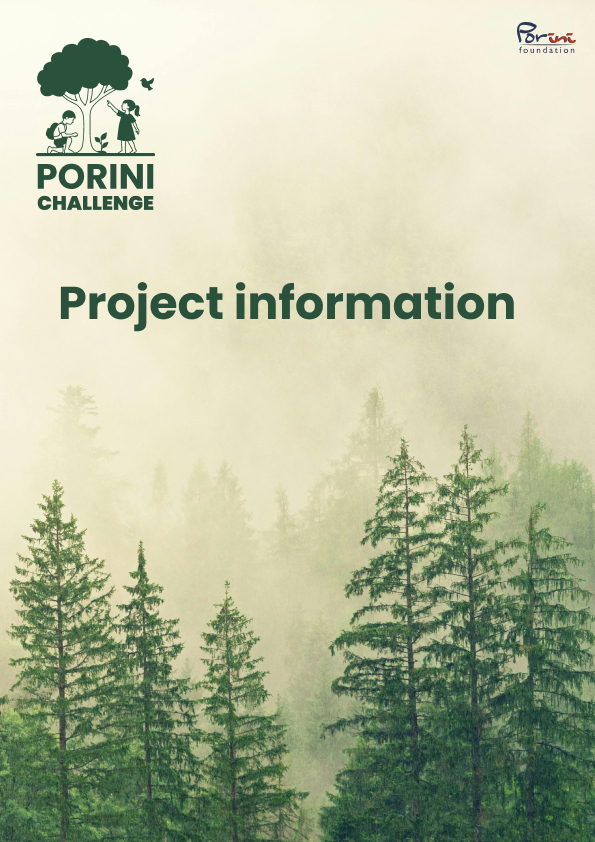 Porini
foundation
PORINI
CHALLENGE
Project information